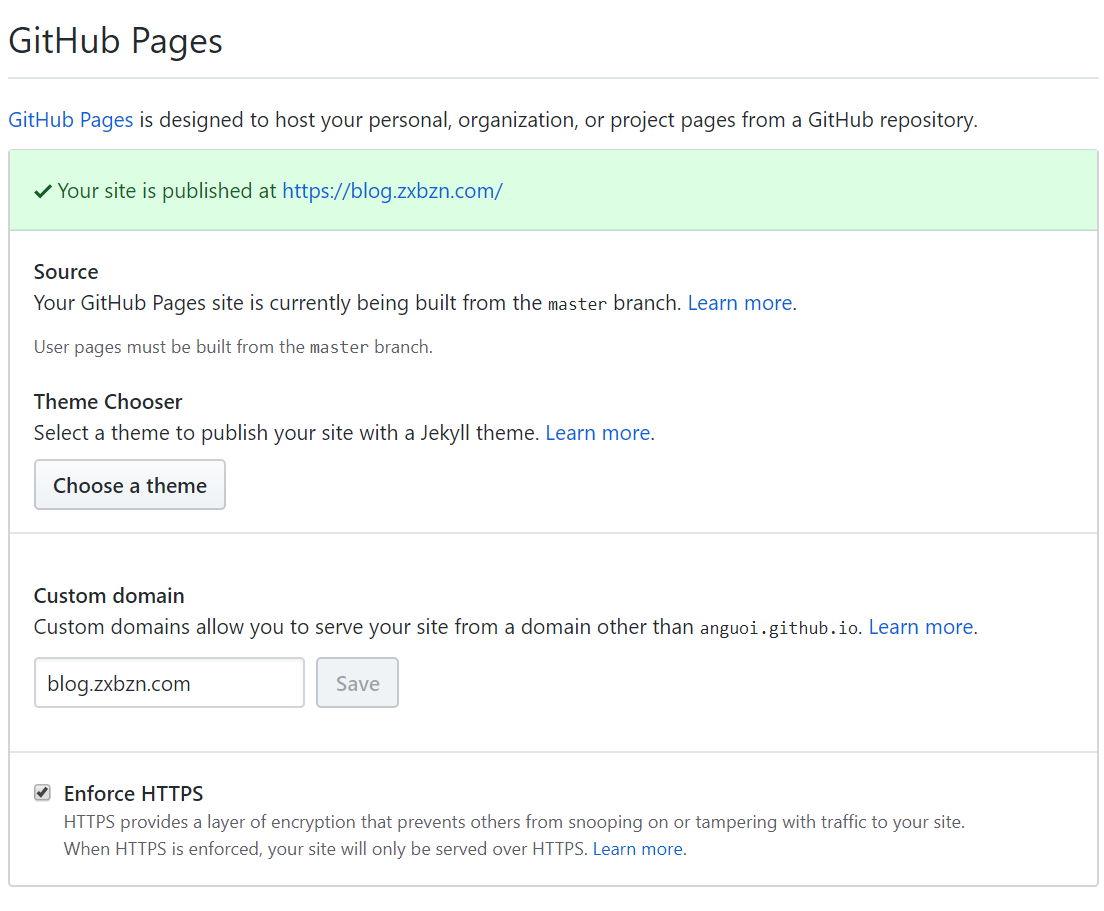 GitHub Pages
GitHub Pages is designed to host your personal, organization, or project pages from a GitHub repository.
Your site is published at https://blog.zxbzn.com/
Source
Your GitHub Pages site is currently being built from the master branch. Learn more.
User pages must be built from the master branch.
Theme Chooser
Select a theme to publish your site with a Jekyll theme. Learn more.
Choose a theme
Custom domain
Custom domains allow you to serve your site from a domain other than anguoi.github.io. Learn more.
blog.zxbzn.com Save
Enforce HTTPS
HTTPS provides a layer of encryption that prevents others from snooping on or tampering with traffic to your site.
When HTTPS is enforced, your site will only be served over HTTPS. Learn more.